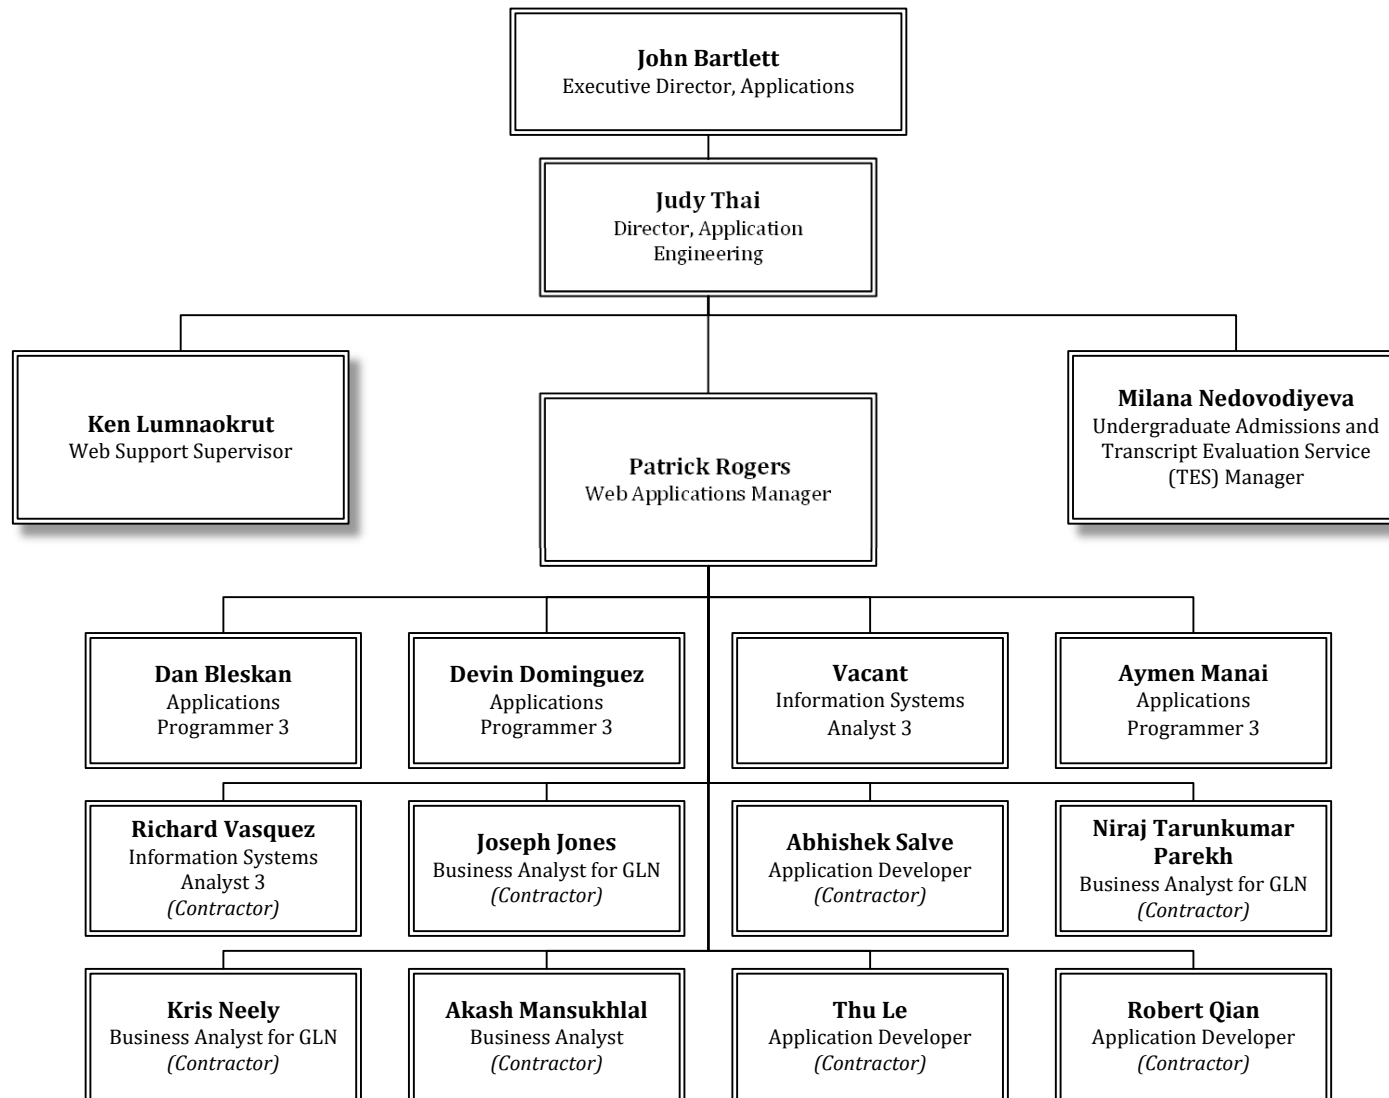 John Bartlett
Executive Director, Applications
Judy Thai
Director, Application
Engineering
Ken Lumnaokrut
Web Support Supervisor
Patrick Rogers
Web Applications Manager
Milana Nedovodiyeva
Undergraduate Admissions and
Transcript Evaluation Service
(TES) Manager
Dan Bleskan
Applications
Programmer 3
Devin Dominguez
Applications
Programmer 3
Vacant
Information Systems
Analyst 3
Aymen Manai
Applications
Programmer 3
Richard Vasquez
Information Systems
Analyst 3
(Contractor)
Joseph Jones
Business Analyst for GLN
(Contractor)
Abhishek Salve
Application Developer
(Contractor)
Niraj Tarunkumar
Parekh
Business Analyst for GLN
(Contractor)
Kris Neely
Business Analyst for GLN
(Contractor)
Akash Mansukhlal
Business Analyst
(Contractor)
Thu Le
Application Developer
(Contractor)
Robert Qian
Application Developer
(Contractor)